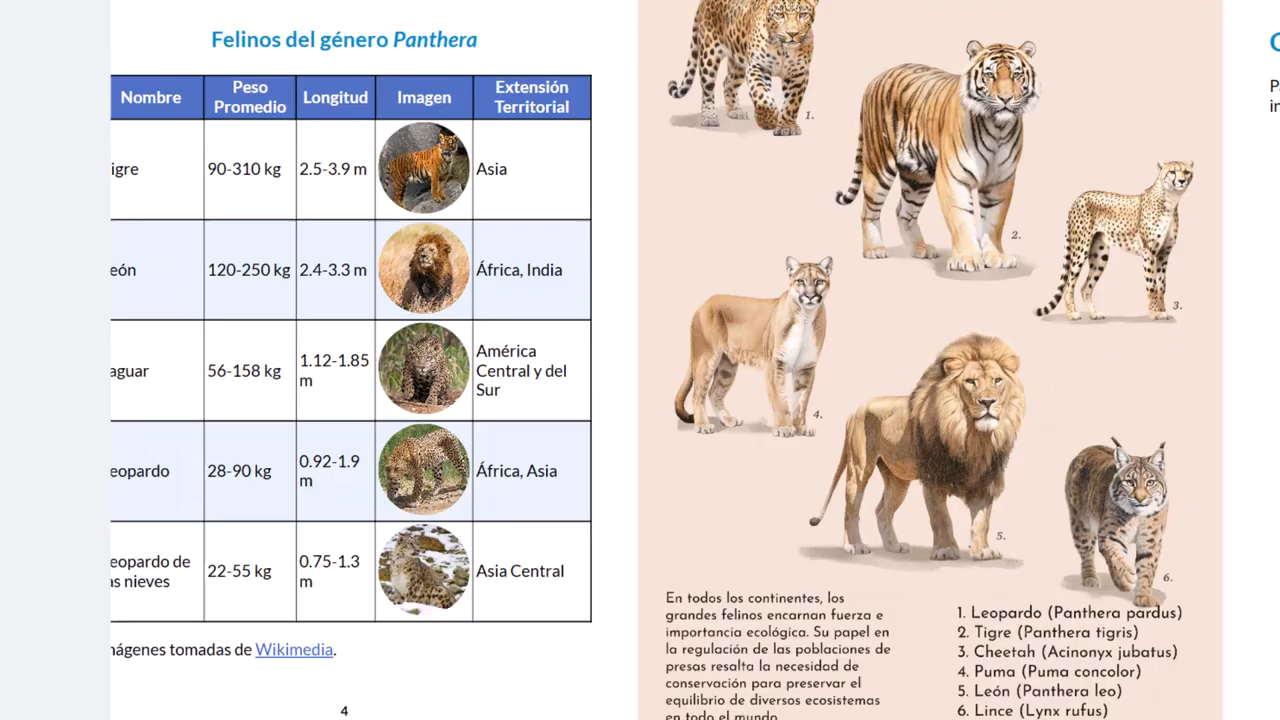 Felinos del género Panthera
Nombre
Peso Promedio
Longitud
Imagen
Extensión Territorial
igre
90-310 kg
2.5-3.9 m
Asia
eón
120-250 kg
2.4-3.3 m
África, India
aguar
56-158 kg
1.12-1.85 m
América Central y del Sur
eopardo
28-90 kg
0.92-1.9 m
África, Asia
eopardo de
as nieves
22-55 kg
0.75-1.3 m
Asia Central
mágenes tomadas de Wikimedia.
4
1.
2.
3.
4.
5.
6.
En todos los continentes, los
grandes felinos encarnan fuerza e
importancia ecológica. Su papel en
la regulación de las poblaciones de
presas resalta la necesidad de
conservación para preservar el
equilibrio de diversos ecosistemas
en todo el mundo
1. Leopardo (Panthera pardus)
2. Tigre (Panthera tigris)
3. Cheetah (Acinonyx jubatus)
4. Puma (Puma concolor)
5. León (Panthera leo)
6. Lince (Lynx rufus)